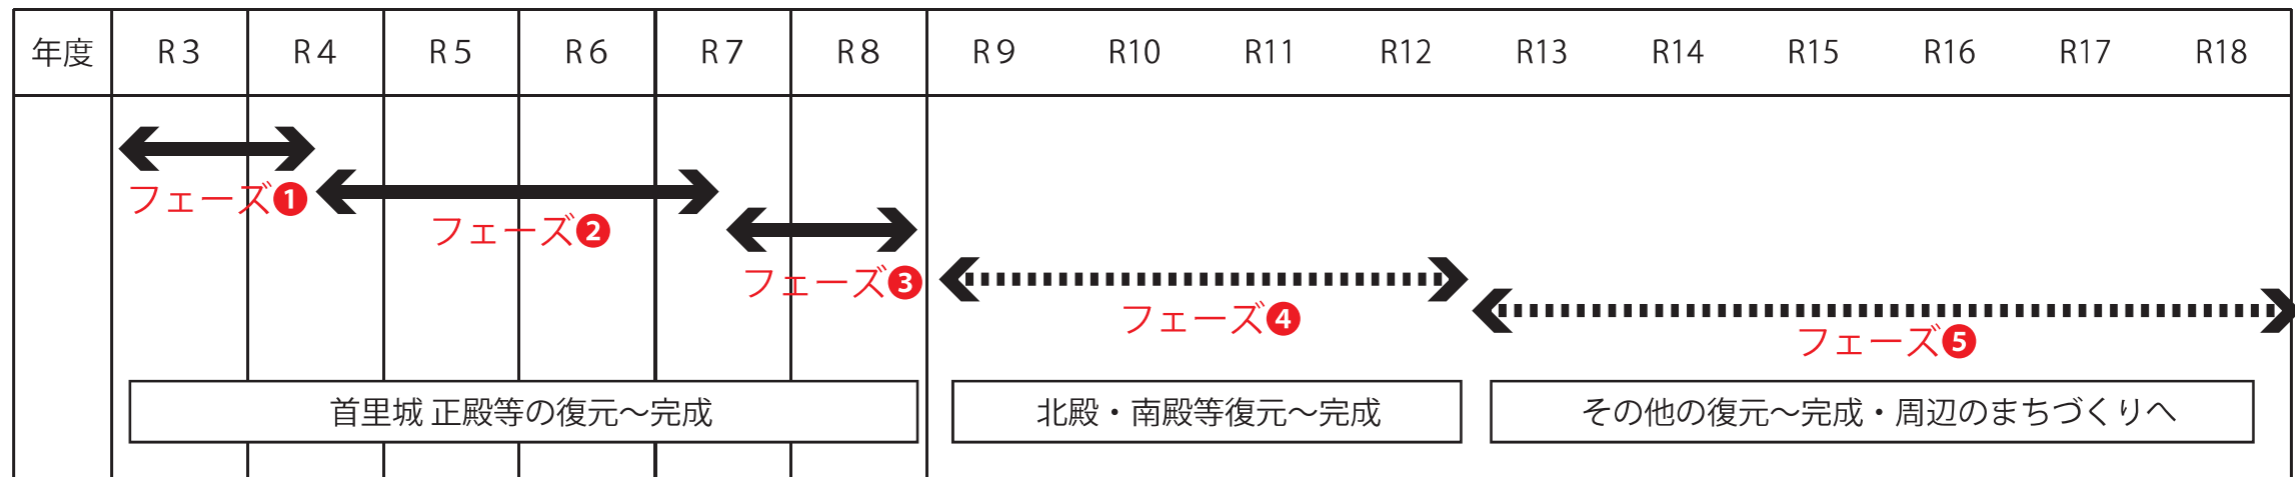 年度 R3 R4 R5 R6 R7 R8 R9 R10 R11 R12 R13 R14 R15 R16 R17 R18
フェーズ❶
フェーズ❷
フェーズ❸
フェーズ❹
フェーズ❺
首里城 正殿等の復元～完成
北殿・南殿等復元～完成
その他の復元～完成・周辺のまちづくりへ